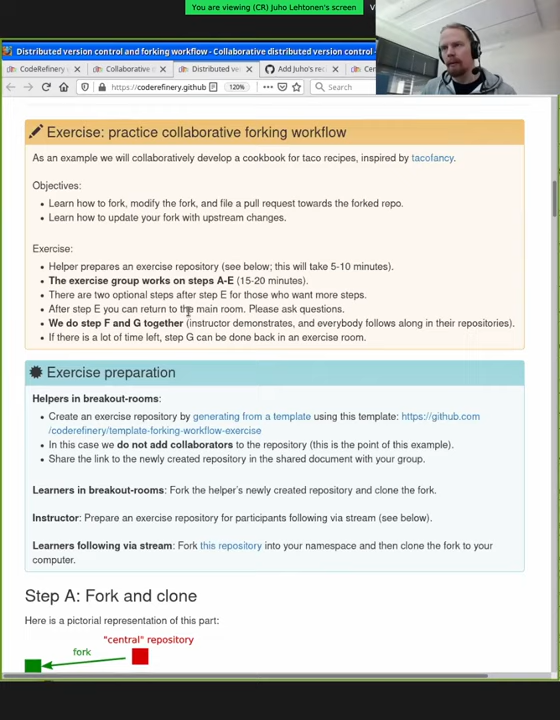 You are viewing (CR) Juho Lehtonen's screen
V
Distributed version control and forking workflow - Collaborative distributed version control -
CodeRefinery
Collaborative
Distributed ve
Add Juho's re
Cen
https://coderefinery.github
120%
Search
Exercise: practice collaborative forking workflow
As an example we will collaboratively develop a cookbook for taco recipes, inspired by tacofancy.
Objectives:
• Learn how to fork, modify the fork, and file a pull request towards the forked repo.
• Learn how to update your fork with upstream changes.
Exercise:
• Helper prepares an exercise repository (see below; this will take 5-10 minutes).
• The exercise group works on steps A-E (15-20 minutes).
• There are two optional steps after step E for those who want more steps.
• After step E you can return to the main room. Please ask questions.
• We do step F and G together (instructor demonstrates, and everybody follows along in their repositories).
• If there is a lot of time left, step G can be done back in an exercise room.
Exercise preparation
Helpers in breakout-rooms:
• Create an exercise repository by generating from a template using this template: https://github.com
/coderefinery/template-forking-workflow-exercise
• In this case we do not add collaborators to the repository (this is the point of this example).
• Share the link to the newly created repository in the shared document with your group.
Learners in breakout-rooms: Fork the helper's newly created repository and clone the fork.
Instructor: Prepare an exercise repository for participants following via stream (see below).
Learners following via stream: Fork this repository into your namespace and then clone the fork to your
computer.
Step A: Fork and clone
Here is a pictorial representation of this part:
"central" repository
fork